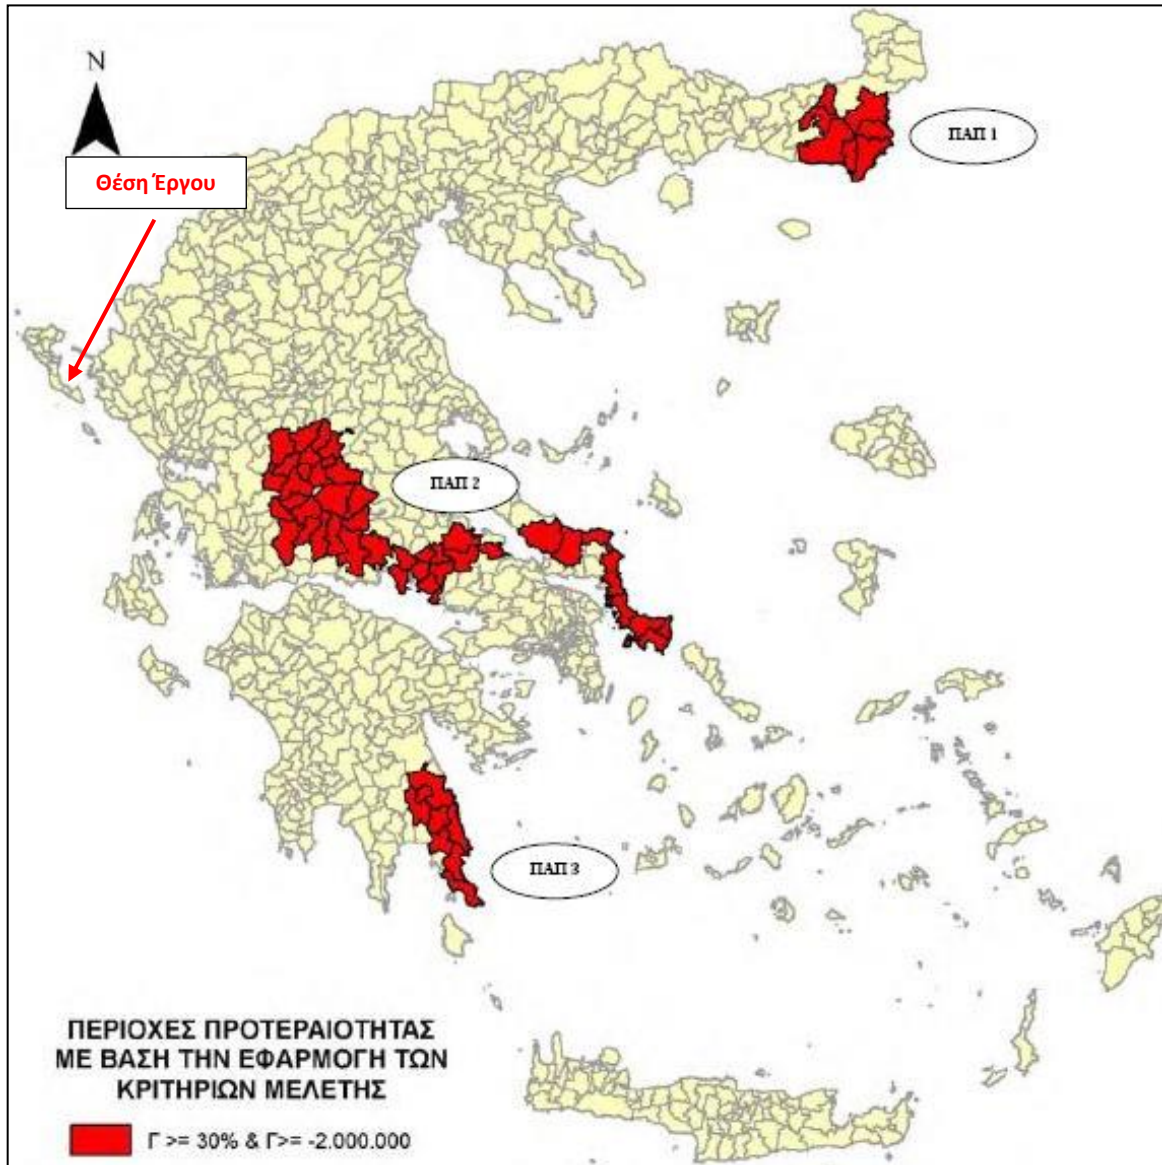 N
Θέση Έργου
ΠΑΠ 1
ΠΑΠ 2
ΠΑΠ 3
ΠΕΡΙΟΧΕΣ ΠΡΟΤΕΡΑΙΟΤΗΤΑΣ
ΜΕ ΒΑΣΗ ΤΗΝ ΕΦΑΡΜΟΓΗ ΤΩΝ
ΚΡΙΤΗΡΙΩΝ ΜΕΛΕΤΗΣ
Γ >= 30% & Γ>= -2.000.000